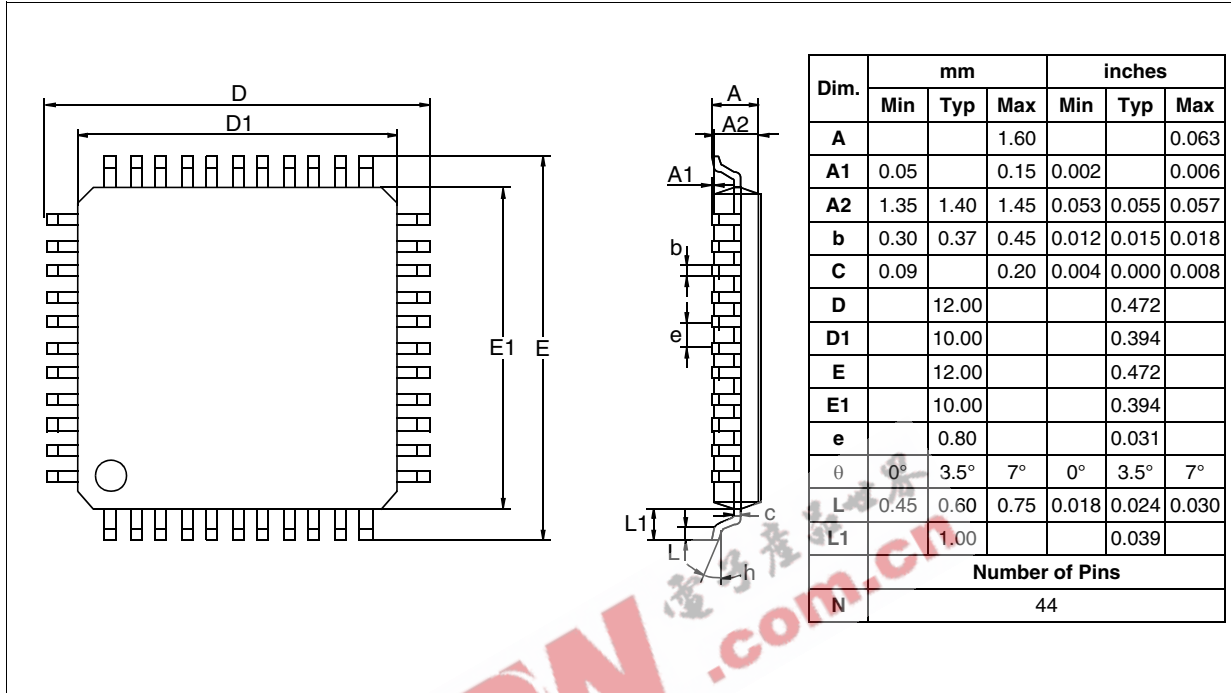 D
D1
E1
E
A
A2
A1
b
e
c
L1
L
h
Dim. mm inches
Min Typ Max Min Typ Max
A 1.60 0.063
A1 0.05 0.15 0.002 0.006
A2 1.35 1.40 1.45 0.053 0.055 0.057
b 0.30 0.37 0.45 0.012 0.015 0.018
C 0.09 0.20 0.004 0.000 0.008
D 12.00 0.472
D1 10.00 0.394
E 12.00 0.472
E1 10.00 0.394
e 0.80 0.031
θ 0° 3.5° 7° 0° 3.5° 7°
L 0.45 0.60 0.75 0.018 0.024 0.030
L1 1.00 0.039
Number of Pins
N 44
電子產品世界
.com.cn